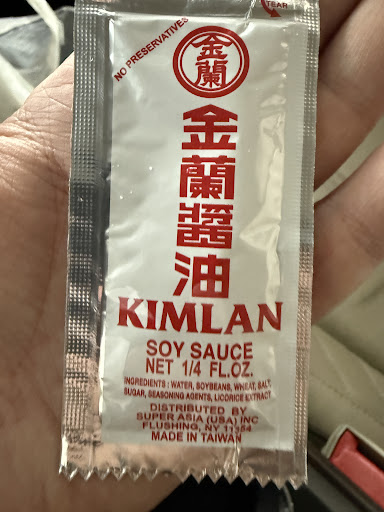 TEAR
NO PRESERVATIVES
金蘭
金蘭醬油
KIMLAN
SOY SAUCE
NET 1/4 FL.OZ.
INGREDIENTS: WATER, SOYBEANS, WHEAT, SALT,
SUGAR, SEASONING AGENTS, LICORICE EXTRACT
DISTRIBUTED BY
SUPER ASIA (USA) INC
FLUSHING, NY 11354
MADE IN TAIWAN